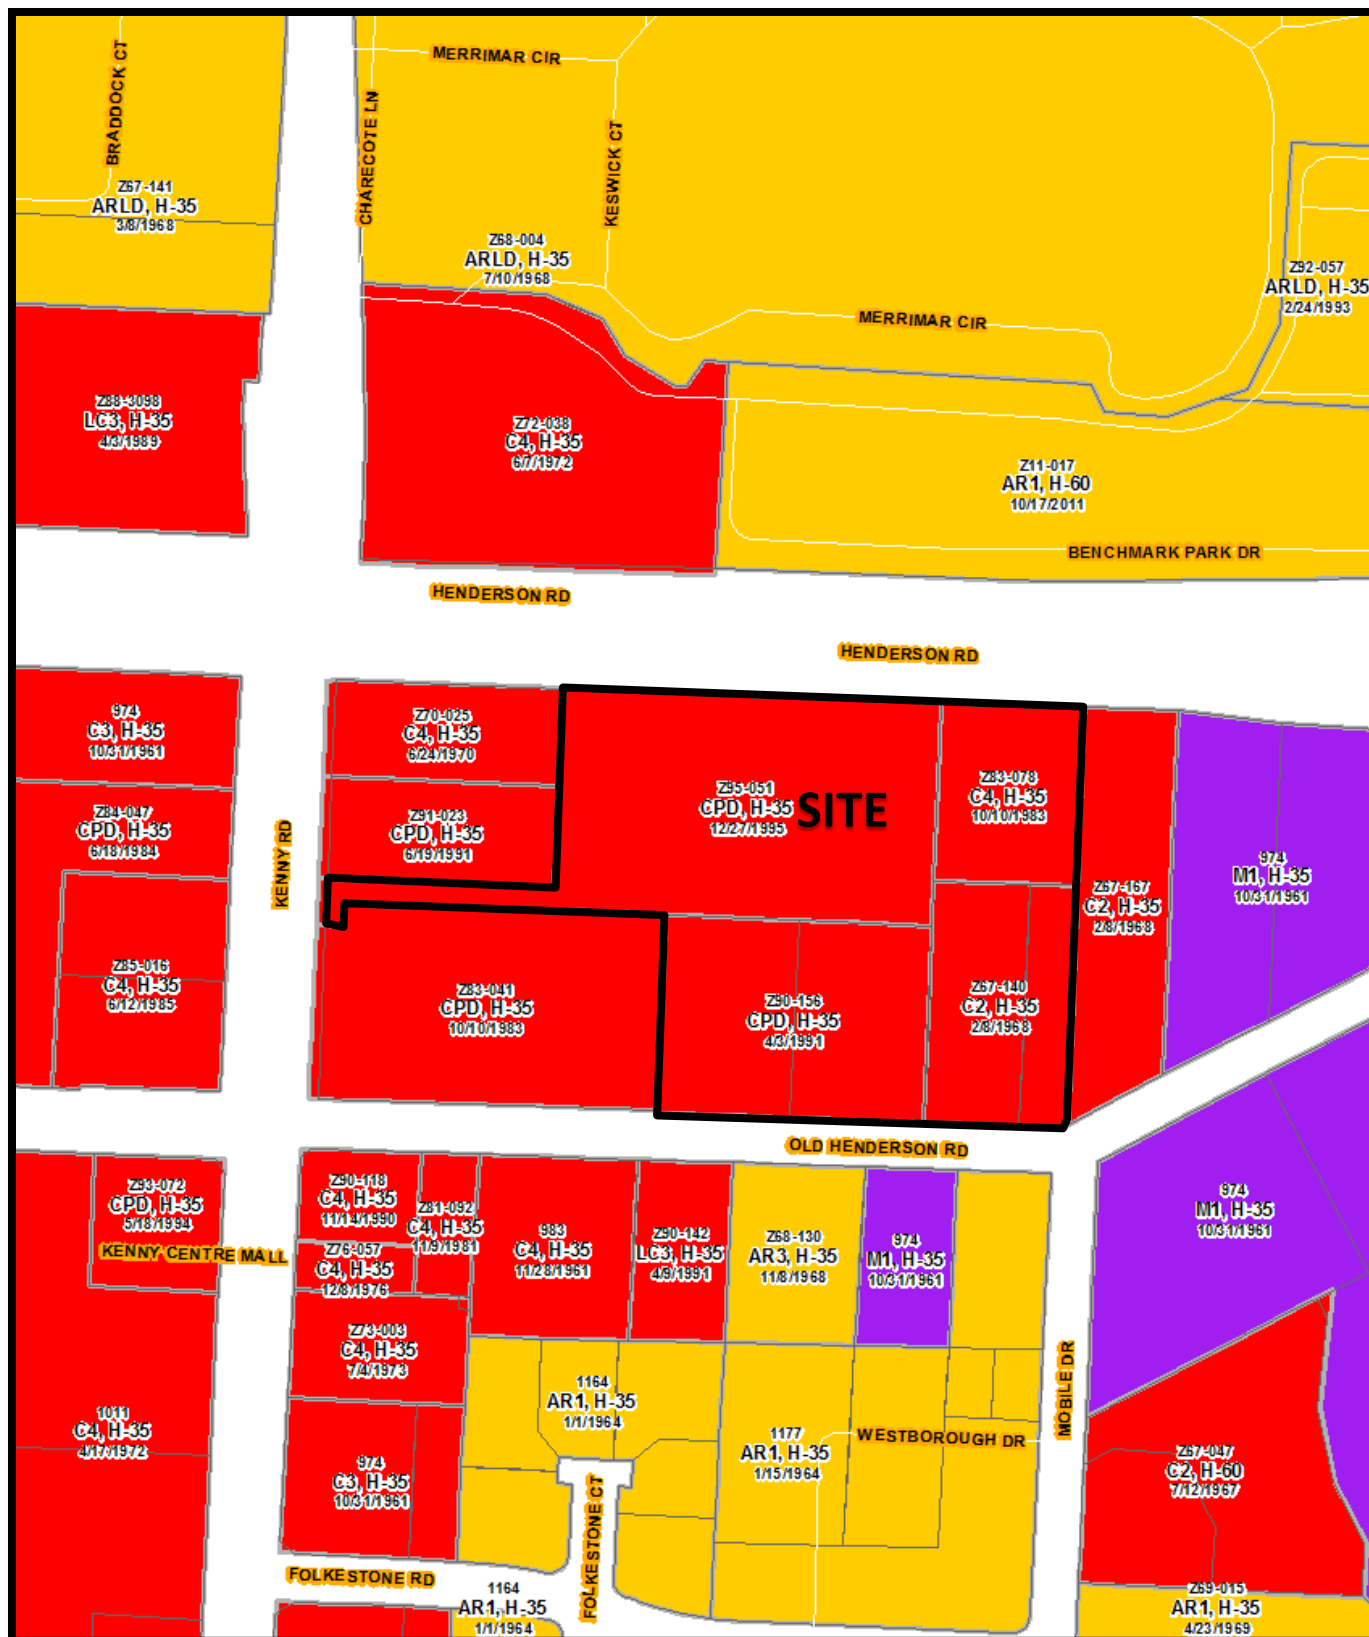 BRADDOCK CT
MERRIMAR CIR
CHARECOTE LN
KESWICK CT
Z67-141
ARLD, H-35
3/8/1968
Z68-004
ARLD, H-35
7/10/1968
Z92-057
ARLD, H-35
2/24/1993
MERRIMAR CIR
Z88-3098
LC3, H-35
4/3/1989
Z72-038
C4, H-35
6/7/1972
Z11-017
AR1, H-60
10/17/2011
BENCHMARK PARK DR
HENDERSON RD
HENDERSON RD
974
C3, H-35
10/31/1961
Z70-025
C4, H-35
6/24/1970
Z84-047
CPD, H-35
6/18/1984
KENNY RD
Z91-023
CPD, H-35
6/19/1991
Z95-051
CPD, H-35
12/27/1995
SITE
Z83-078
C4, H-35
10/10/1983
Z67-167
C2, H-35
2/8/1968
974
M1, H-35
10/31/1961
Z85-016
C4, H-35
6/12/1985
Z83-041
CPD, H-35
10/10/1983
Z90-156
CPD, H-35
4/3/1991
Z67-140
C2, H-35
2/8/1968
OLD HENDERSON RD
Z93-072
CPD, H-35
5/18/1994
KENNY CENTRE MALL
Z90-118
C4, H-35
11/14/1990
Z81-092
C4, H-35
11/9/1981
Z76-057
C4, H-35
12/8/1976
983
C4, H-35
11/28/1961
Z90-142
LC3, H-35
4/9/1991
Z68-130
AR3, H-35
11/8/1968
974
M1, H-35
10/31/1961
974
M1, H-35
10/31/1961
Z73-003
C4, H-35
7/4/1973
1011
C4, H-35
4/17/1972
1164
AR1, H-35
1/1/1964
1177
AR1, H-35
1/15/1964
WESTBOROUGH DR
MOBILE DR
Z67-047
C2, H-60
7/12/1967
974
C3, H-35
10/31/1961
FOLKESTONE CT
FOLKESTONE RD
1164
AR1, H-35
1/1/1964
Z69-015
AR1, H-35
4/23/1969